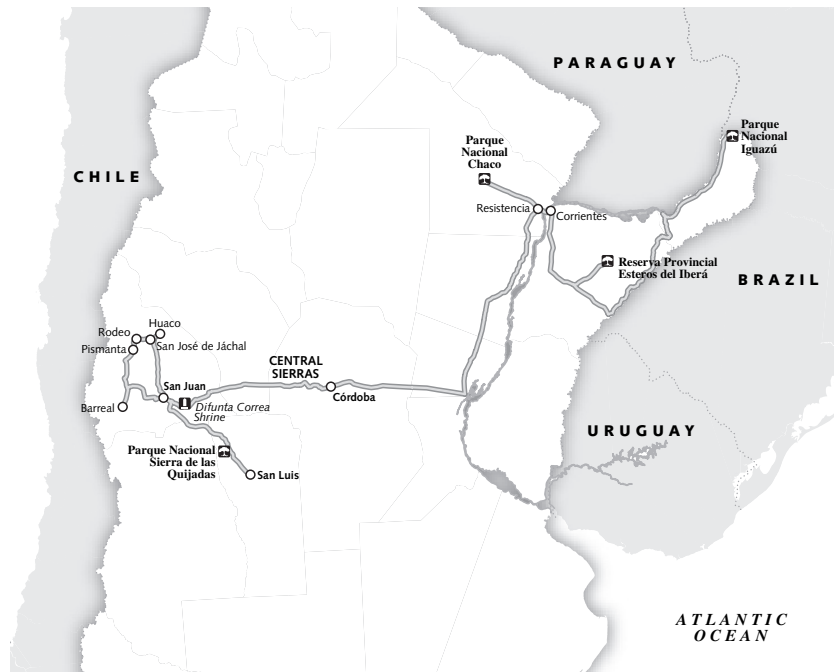 PARAGUAY
Parque
Nacional
Iguazú
Parque
Nacional
Chaco
CHILE
Resistencia
Corrientes
Reserva Provincial
Esteros del Iberá
BRAZIL
Huaco
Rodeo
San José de Jáchal
Pismanta
CENTRAL
SIERRAS
San Juan
Córdoba
Barreal
Difunta Correa
Shrine
URUGUAY
Parque Nacional
Sierra de las
Quijadas
San Luis
ATLANTIC
OCEAN